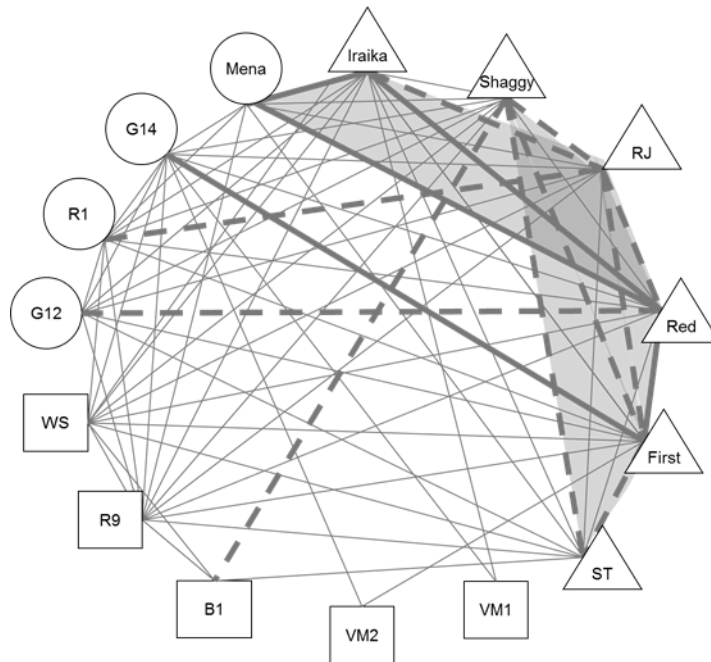 Iraika
Shaggy
Mena
G14
RJ
R1
G12
Red
WS
First
R9
ST
B1
VM2
VM1